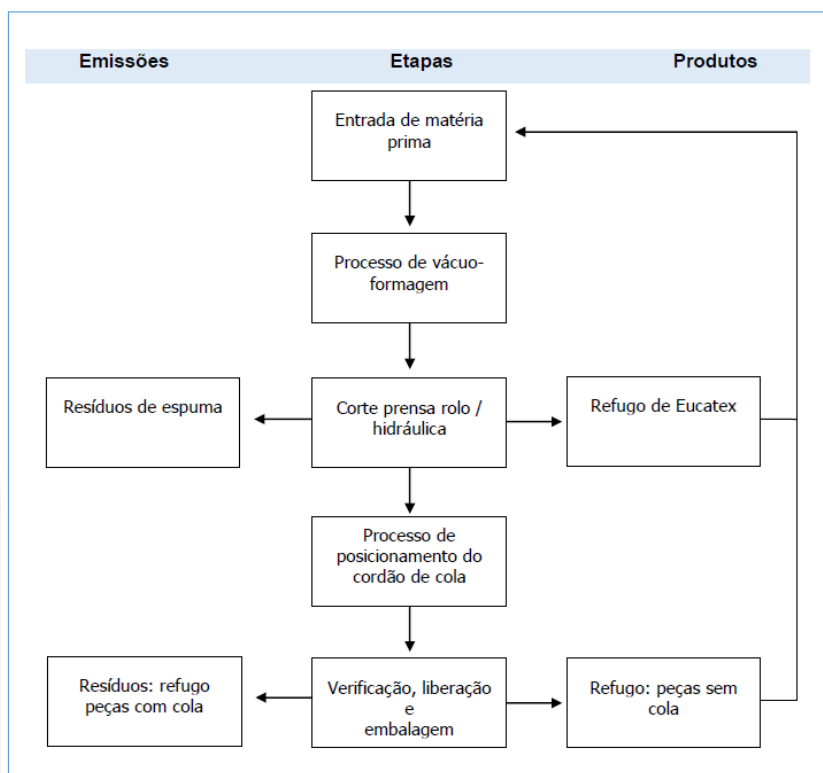 Emissões
Etapas
Produtos
Entrada de matéria
prima
Processo de vácuo-
formagem
Resíduos de espuma
Corte prensa rolo /
hidráulica
Refugo de Eucatex
Processo de
posicionamento do
cordão de cola
Resíduos: refugo
peças com cola
Verificação, liberação
e
embalagem
Refugo: peças sem
cola